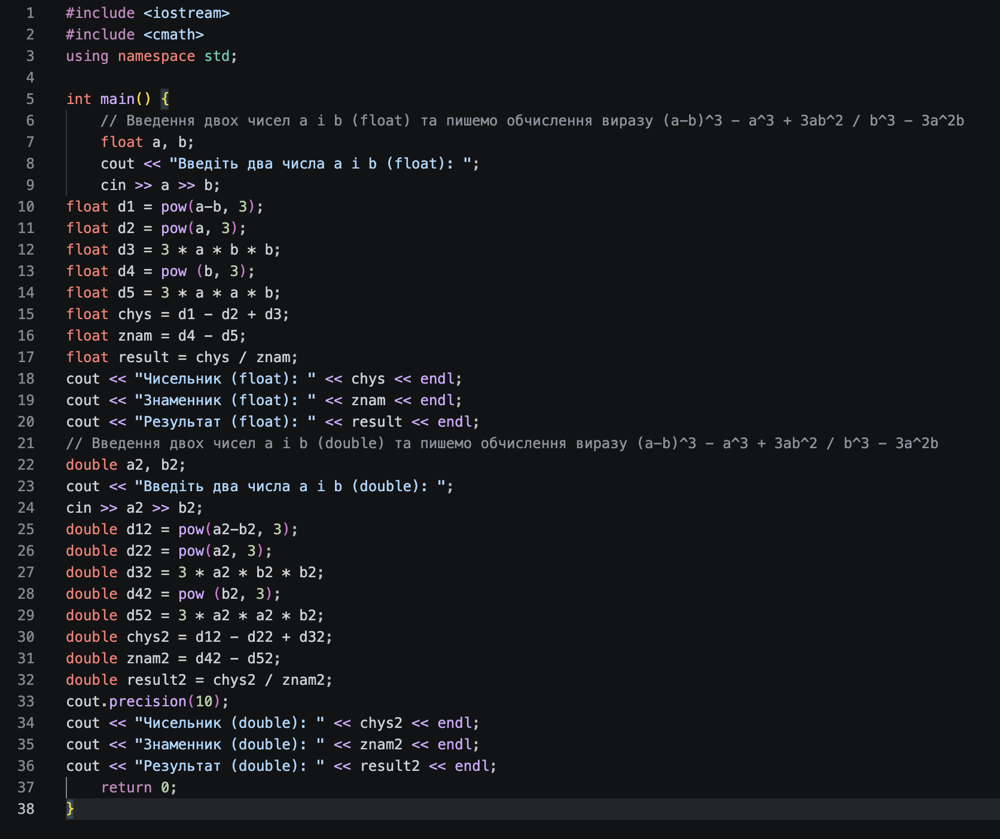 1 #include <iostream>
2 #include <cmath>
3 using namespace std;
4
5 int main() {
6     // Введення двох чисел a і b (float) та пишемо обчислення виразу (a-b)^3 - a^3 + 3ab^2 / b^3 - 3a^2b
7     float a, b;
8     cout << "Введіть два числа a і b (float): ";
9     cin >> a >> b;
10 float d1 = pow(a-b, 3);
11 float d2 = pow(a, 3);
12 float d3 = 3 * a * b * b;
13 float d4 = pow (b, 3);
14 float d5 = 3 * a * a * b;
15 float chys = d1 - d2 + d3;
16 float znam = d4 - d5;
17 float result = chys / znam;
18 cout << "Чисельник (float): " << chys << endl;
19 cout << "Знаменник (float): " << znam << endl;
20 cout << "Результат (float): " << result << endl;
21 // Введення двох чисел a і b (double) та пишемо обчислення виразу (a-b)^3 - a^3 + 3ab^2 / b^3 - 3a^2b
22 double a2, b2;
23 cout << "Введіть два числа a і b (double): ";
24 cin >> a2 >> b2;
25 double d12 = pow(a2-b2, 3);
26 double d22 = pow(a2, 3);
27 double d32 = 3 * a2 * b2 * b2;
28 double d42 = pow (b2, 3);
29 double d52 = 3 * a2 * a2 * b2;
30 double chys2 = d12 - d22 + d32;
31 double znam2 = d42 - d52;
32 double result2 = chys2 / znam2;
33 cout.precision(10);
34 cout << "Чисельник (double): " << chys2 << endl;
35 cout << "Знаменник (double): " << znam2 << endl;
36 cout << "Результат (double): " << result2 << endl;
37     return 0;
38 }